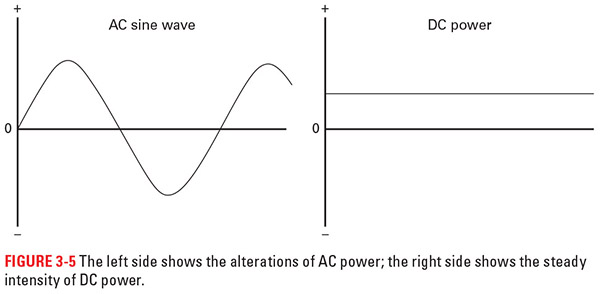 +
AC sine wave
0
–
+
DC power
0
–
FIGURE 3-5 The left side shows the alterations of AC power; the right side shows the steady
intensity of DC power.